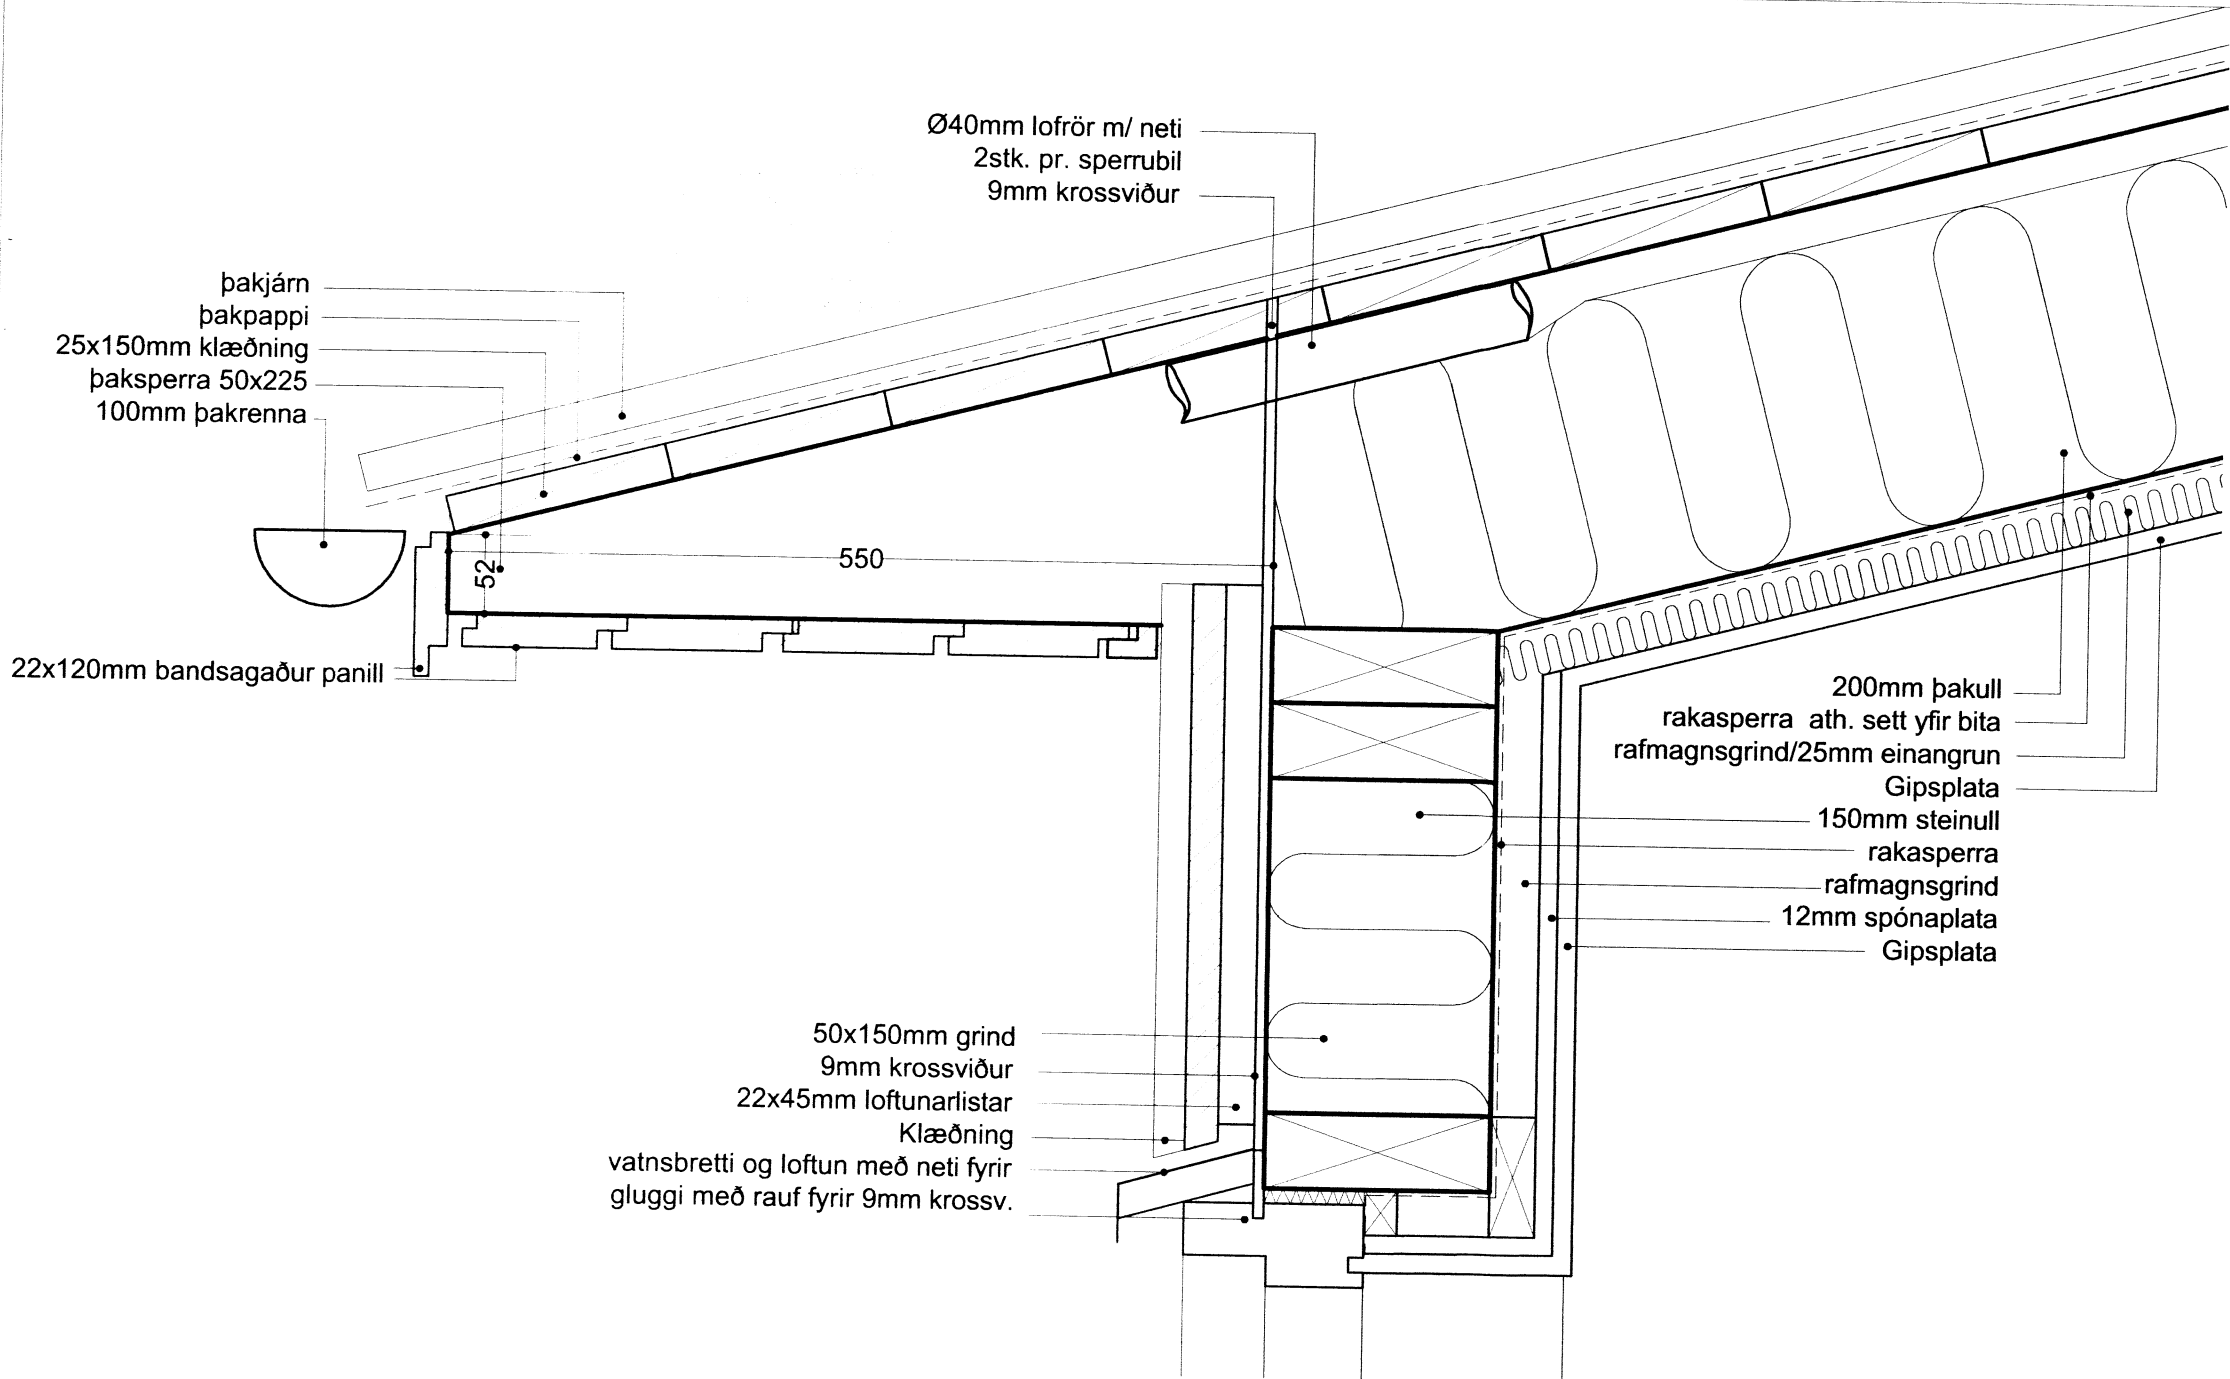 Ø40mm lofrör m/ neti
2stk. pr. sperrubil
9mm krossviður
þakjárn
þakpappi
25x150mm klæðning
þaksperra 50x225
100mm þakrenna
550
52
22x120mm bandsagaður panill
200mm þakull
rakasperra ath. sett yfir bita
rafmagnsgrind/25mm einangrun
Gipsplata
150mm steinull
rakasperra
rafmagnsgrind
12mm spónaplata
Gipsplata
50x150mm grind
9mm krossviður
22x45mm loftunarlistar
Klæðning
vatnsbretti og loftun með neti fyrir
gluggi með rauf fyrir 9mm krossv.